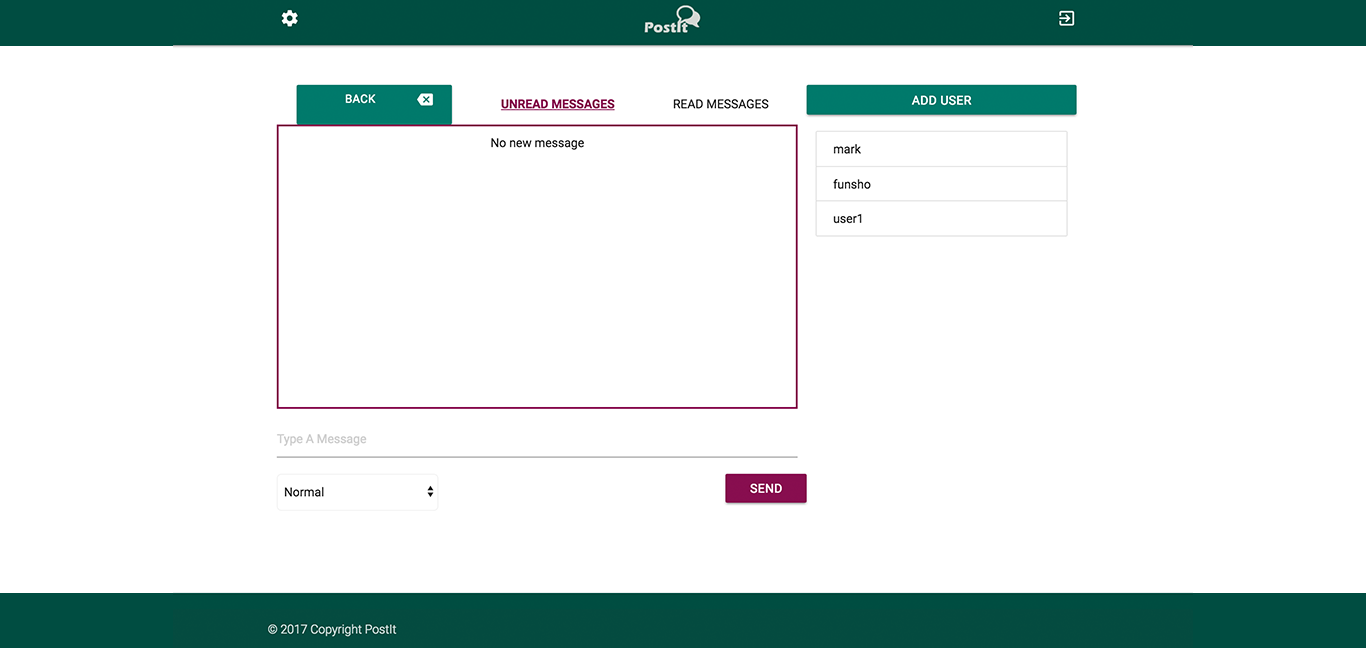 PostIt
BACK
UNREAD MESSAGES
READ MESSAGES
ADD USER
No new message
mark
funsho
user1
Type A Message
Normal
SEND
© 2017 Copyright PostIt